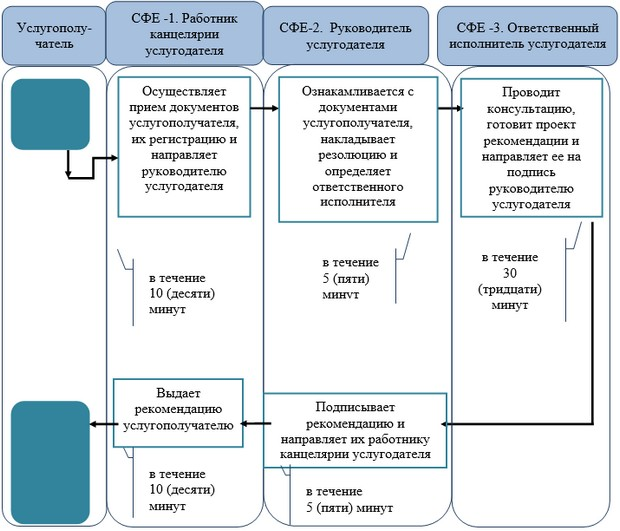 Услугополу-
чатель
СФЕ -1. Работник
канцелярии
услугодателя
СФЕ-2. Руководитель
услугодателя
СФЕ -3. Ответственный
исполнитель услугодателя
Осуществляет
прием документов
услугополучателя,
их регистрацию и
направляет
руководителю
услугодателя
Ознакамливается с
документами
услугополучателя,
накладывает
резолюцию и
определяет
ответственного
исполнителя
Проводит
консультацию,
готовит проект
рекомендации и
направляет ее на
подпись
руководителю
услугодателя
в течение
10 (десяти)
минут
в течение
5 (пяти)
минут
в течение
30
(тридцати)
минут
Выдает
рекомендацию
услугополучателю
Подписывает
рекомендацию и
направляет их работнику
канцелярии услугодателя
в течение
10 (десяти)
минут
в течение
5 (пяти) минут